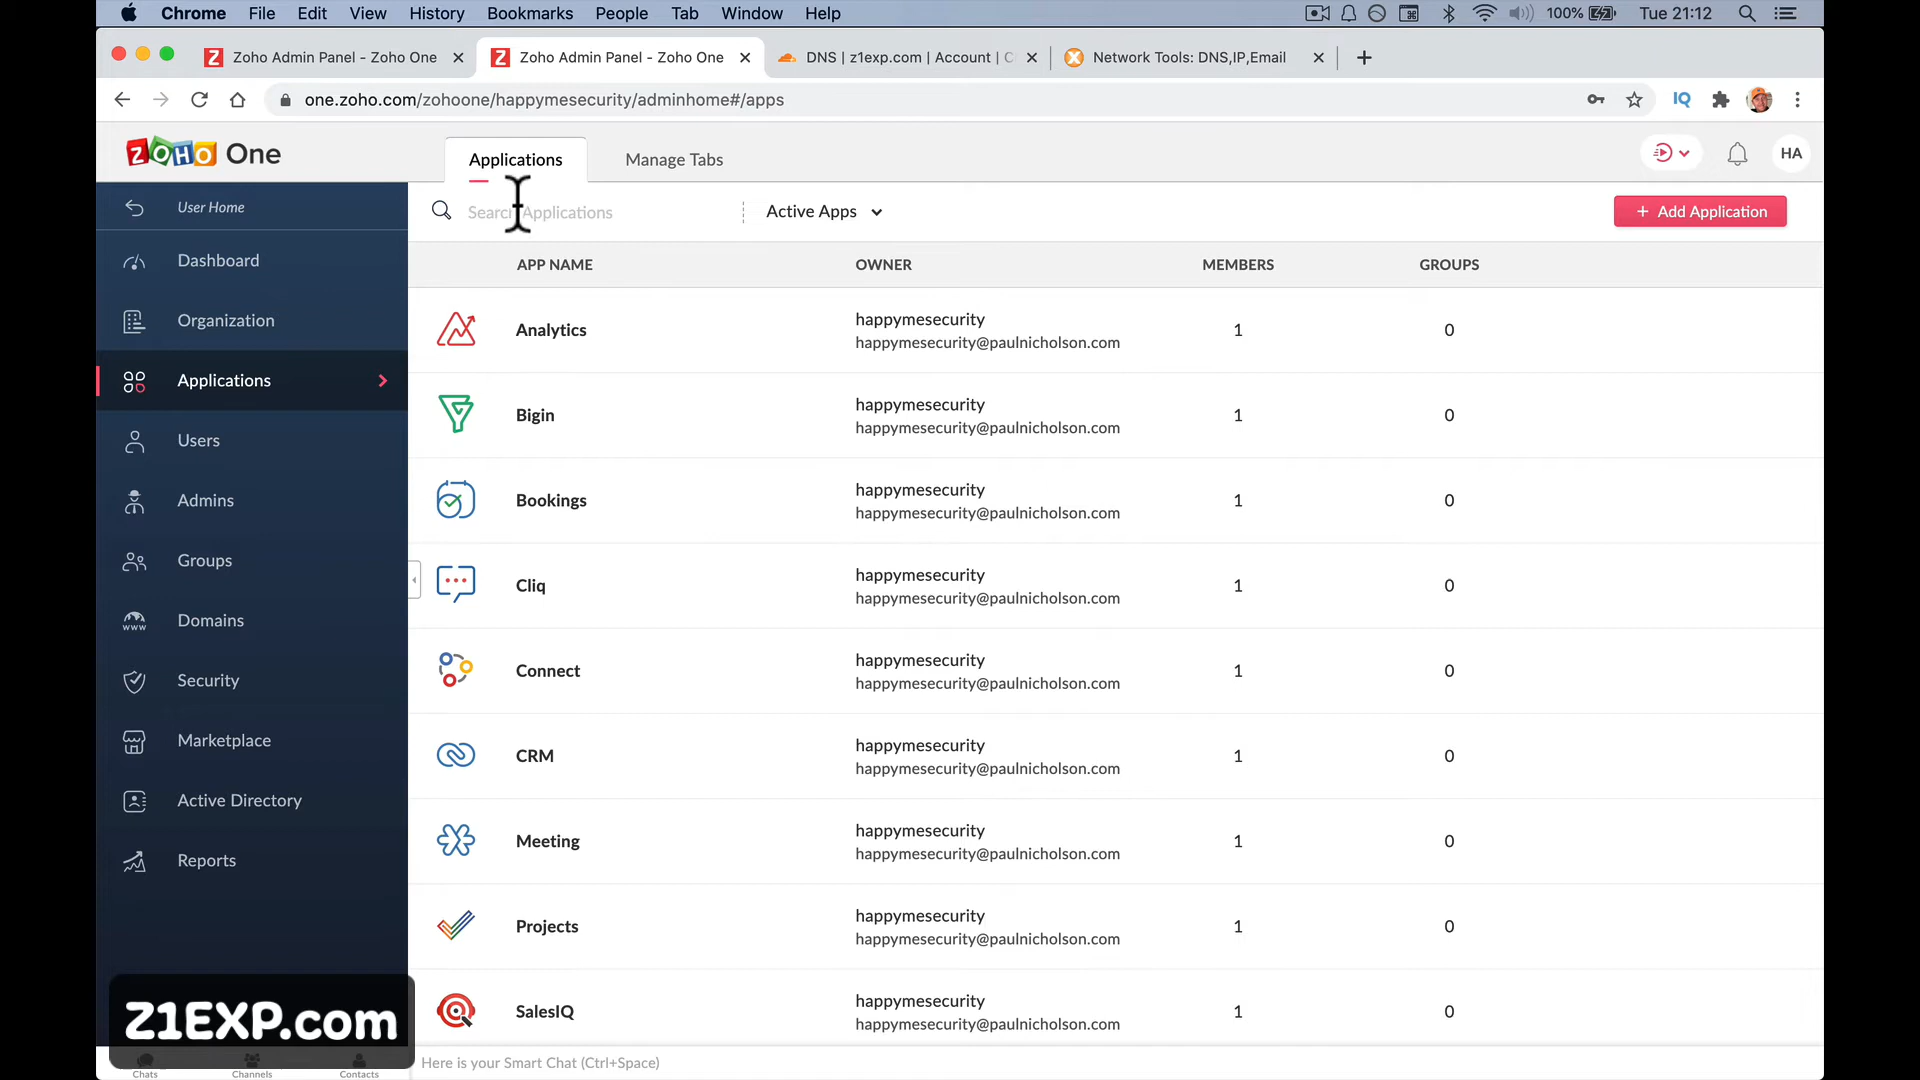 Chrome File Edit View History Bookmarks People Tab Window Help 100% Tue 21:12
Zoho Admin Panel - Zoho One Zoho Admin Panel - Zoho One DNS | z1exp.com | Account | C Network Tools: DNS,IP,Email
one.zoho.com/zohoone/happymesecurity/adminhome#/apps IQ
ZOHO One Applications Manage Tabs HA
User Home
Search Applications Active Apps + Add Application
Dashboard
Organization
Applications
Users
Admins
Groups
Domains
Security
Marketplace
Active Directory
Reports
APP NAME OWNER MEMBERS GROUPS
Analytics happymesecurity 1 0
happymesecurity@paulnicholson.com
Bigin happymesecurity 1 0
happymesecurity@paulnicholson.com
Bookings happymesecurity 1 0
happymesecurity@paulnicholson.com
Cliq happymesecurity 1 0
happymesecurity@paulnicholson.com
Connect happymesecurity 1 0
happymesecurity@paulnicholson.com
CRM happymesecurity 1 0
happymesecurity@paulnicholson.com
Meeting happymesecurity 1 0
happymesecurity@paulnicholson.com
Projects happymesecurity 1 0
happymesecurity@paulnicholson.com
SalesIQ happymesecurity 1 0
happymesecurity@paulnicholson.com
Z1EXP.com
Chats Channels Contacts Here is your Smart Chat (Ctrl+Space)